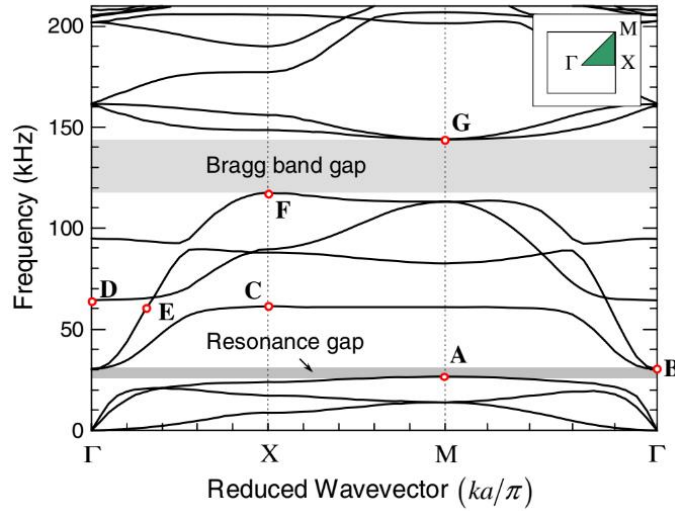 200
150
100
50
0
Frequency (kHz)
M
Γ
X
G
Bragg band gap
F
D
E
C
Resonance gap
A
B
Γ
X
M
Γ
Reduced Wavevector (ka/π)